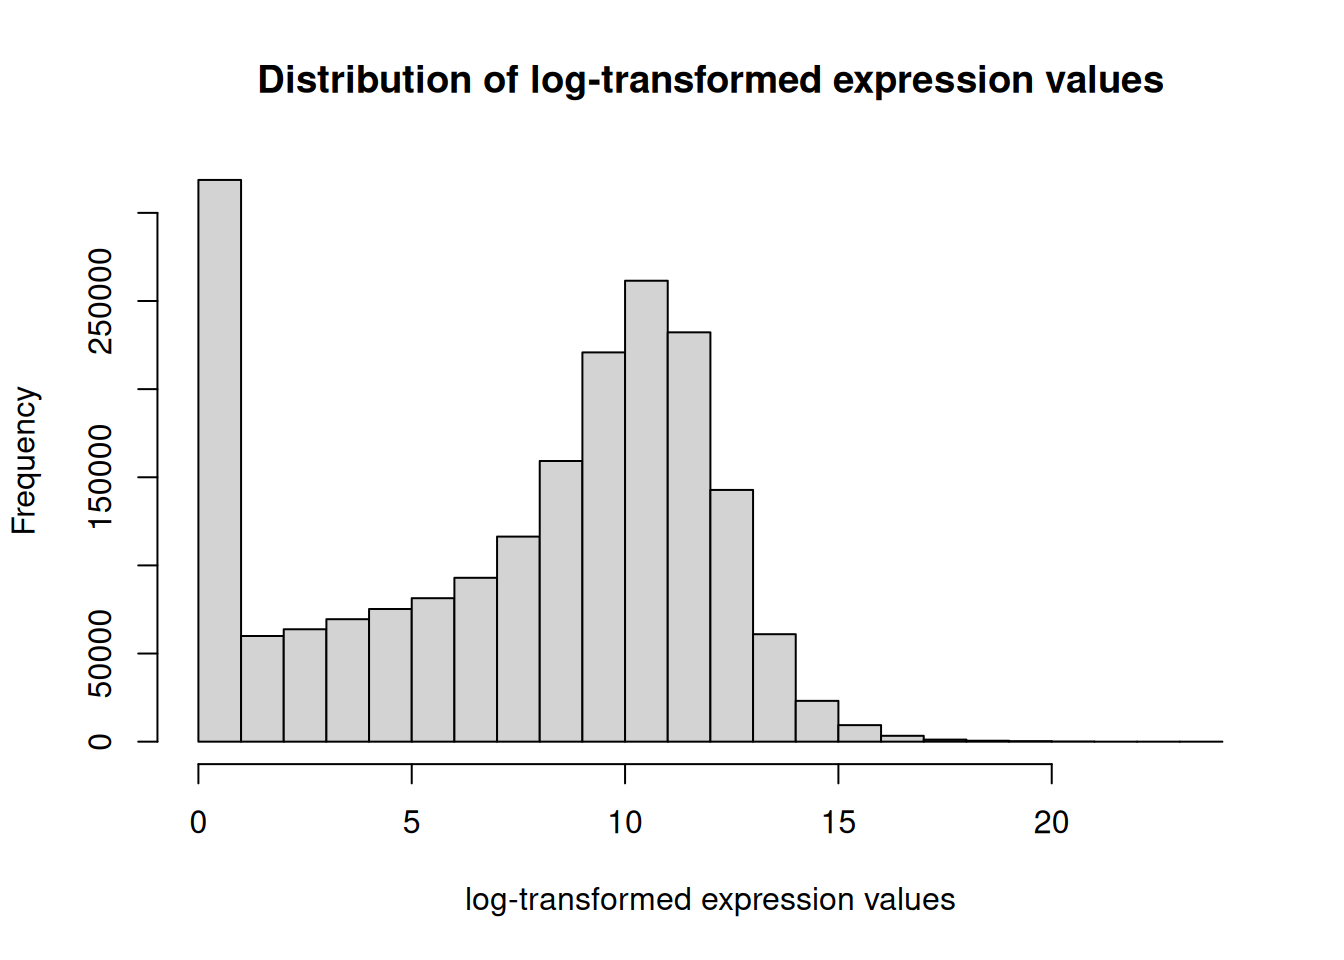 Distribution of log-transformed expression values
Frequency
250000
150000
50000
0
0 5 10 15 20
log-transformed expression values